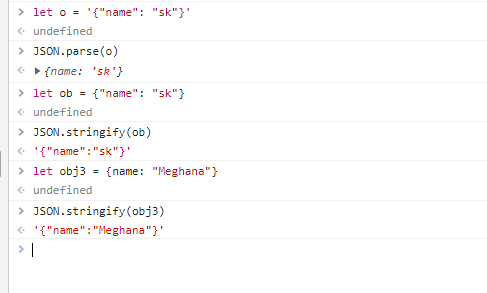 > let o = '{"name": "sk"}'
<· undefined
> JSON.parse(o)
<· ▶ {name: 'sk'}
> let ob = {"name": "sk"}
<· undefined
> JSON.stringify(ob)
<· '{"name":"sk"}'
> let obj3 = {name: "Meghana"}
<· undefined
> JSON.stringify(obj3)
<· '{"name":"Meghana"}'
>